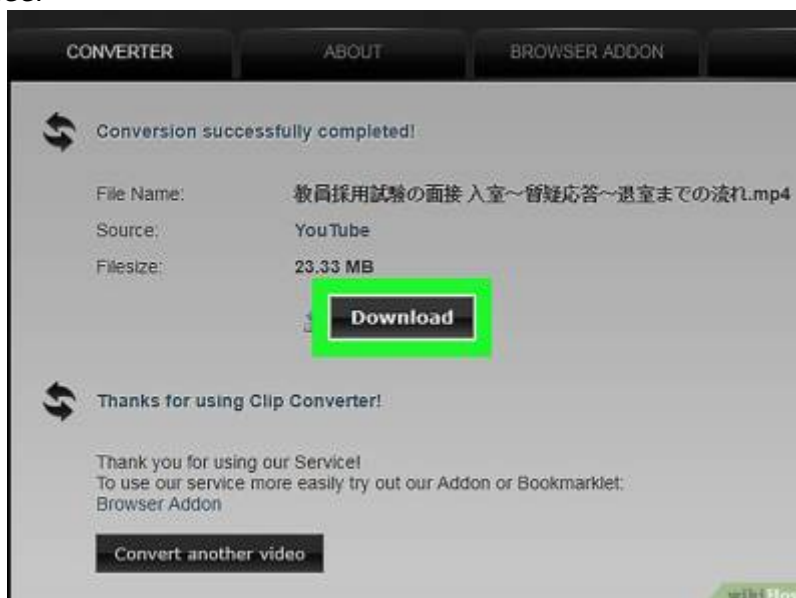 CONVERTER
ABOUT
BROWSER ADDON
Conversion successfully completed!
File Name: 教員採用試験の面接 入室～質疑応答～退室までの流れ.mp4
Source: YouTube
Filesize: 23.33 MB
Download
Thanks for using Clip Converter!
Thank you for using our Service!
To use our service more easily try out our Addon or Bookmarklet:
Browser Addon
Convert another video